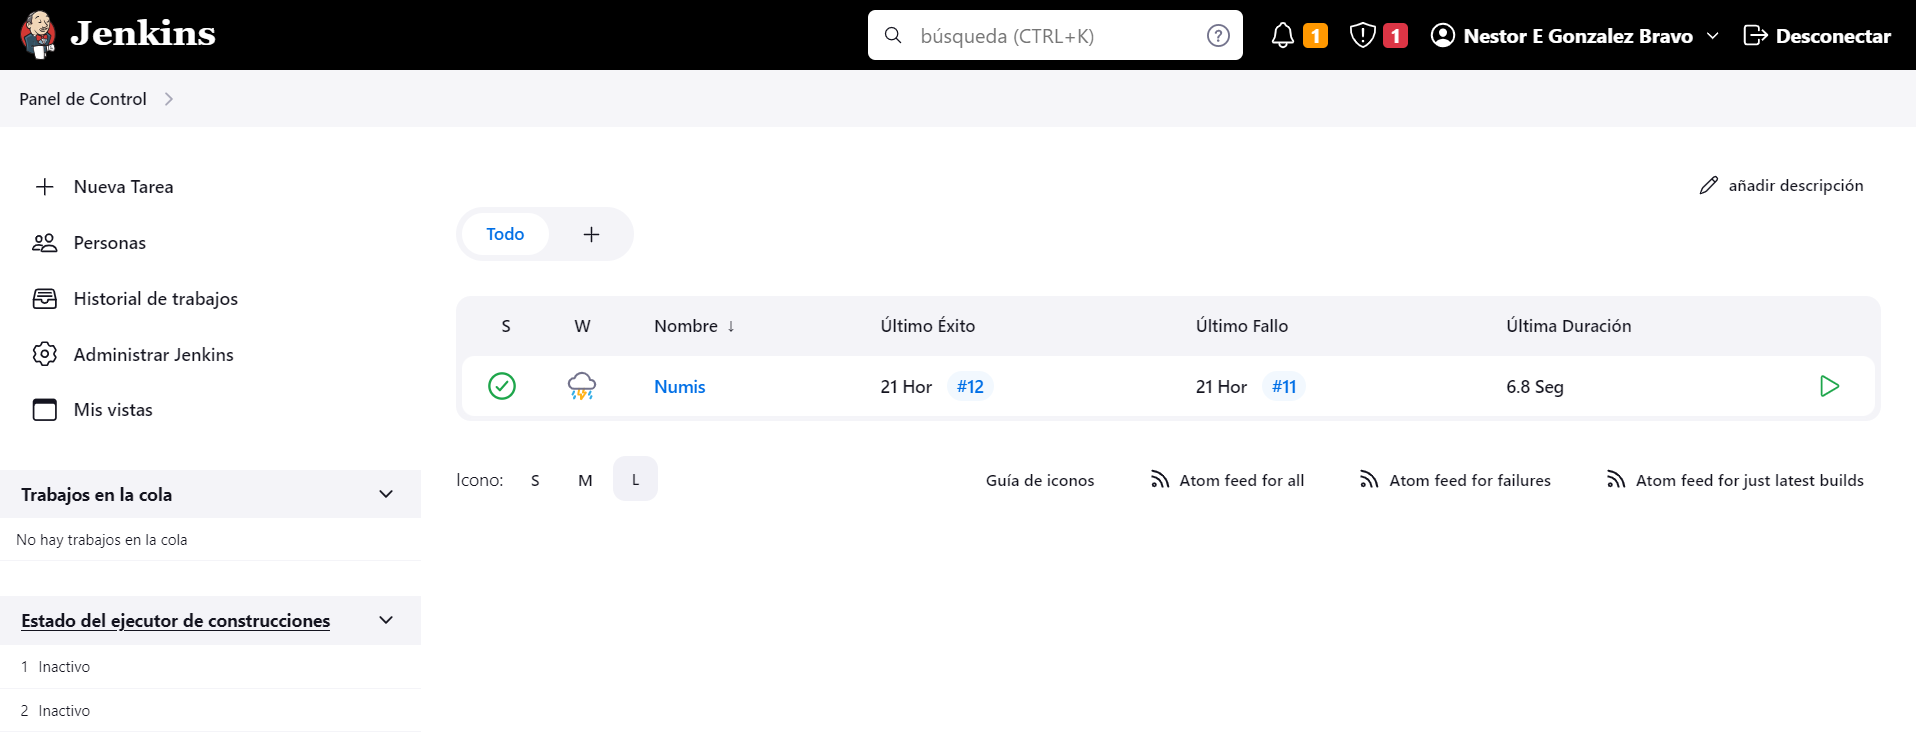 Jenkins
búsqueda (CTRL+K)
1
1
Nestor E Gonzalez Bravo
Desconectar
Panel de Control
Nueva Tarea
Personas
Historial de trabajos
Administrar Jenkins
Mis vistas
Trabajos en la cola
No hay trabajos en la cola
Estado del ejecutor de construcciones
1 Inactivo
2 Inactivo
añadir descripción
Todo
S W Nombre ↓ Último Éxito Último Fallo Última Duración
Numis 21 Hor #12 21 Hor #11 6.8 Seg
Icono: S M L Guía de iconos Atom feed for all Atom feed for failures Atom feed for just latest builds